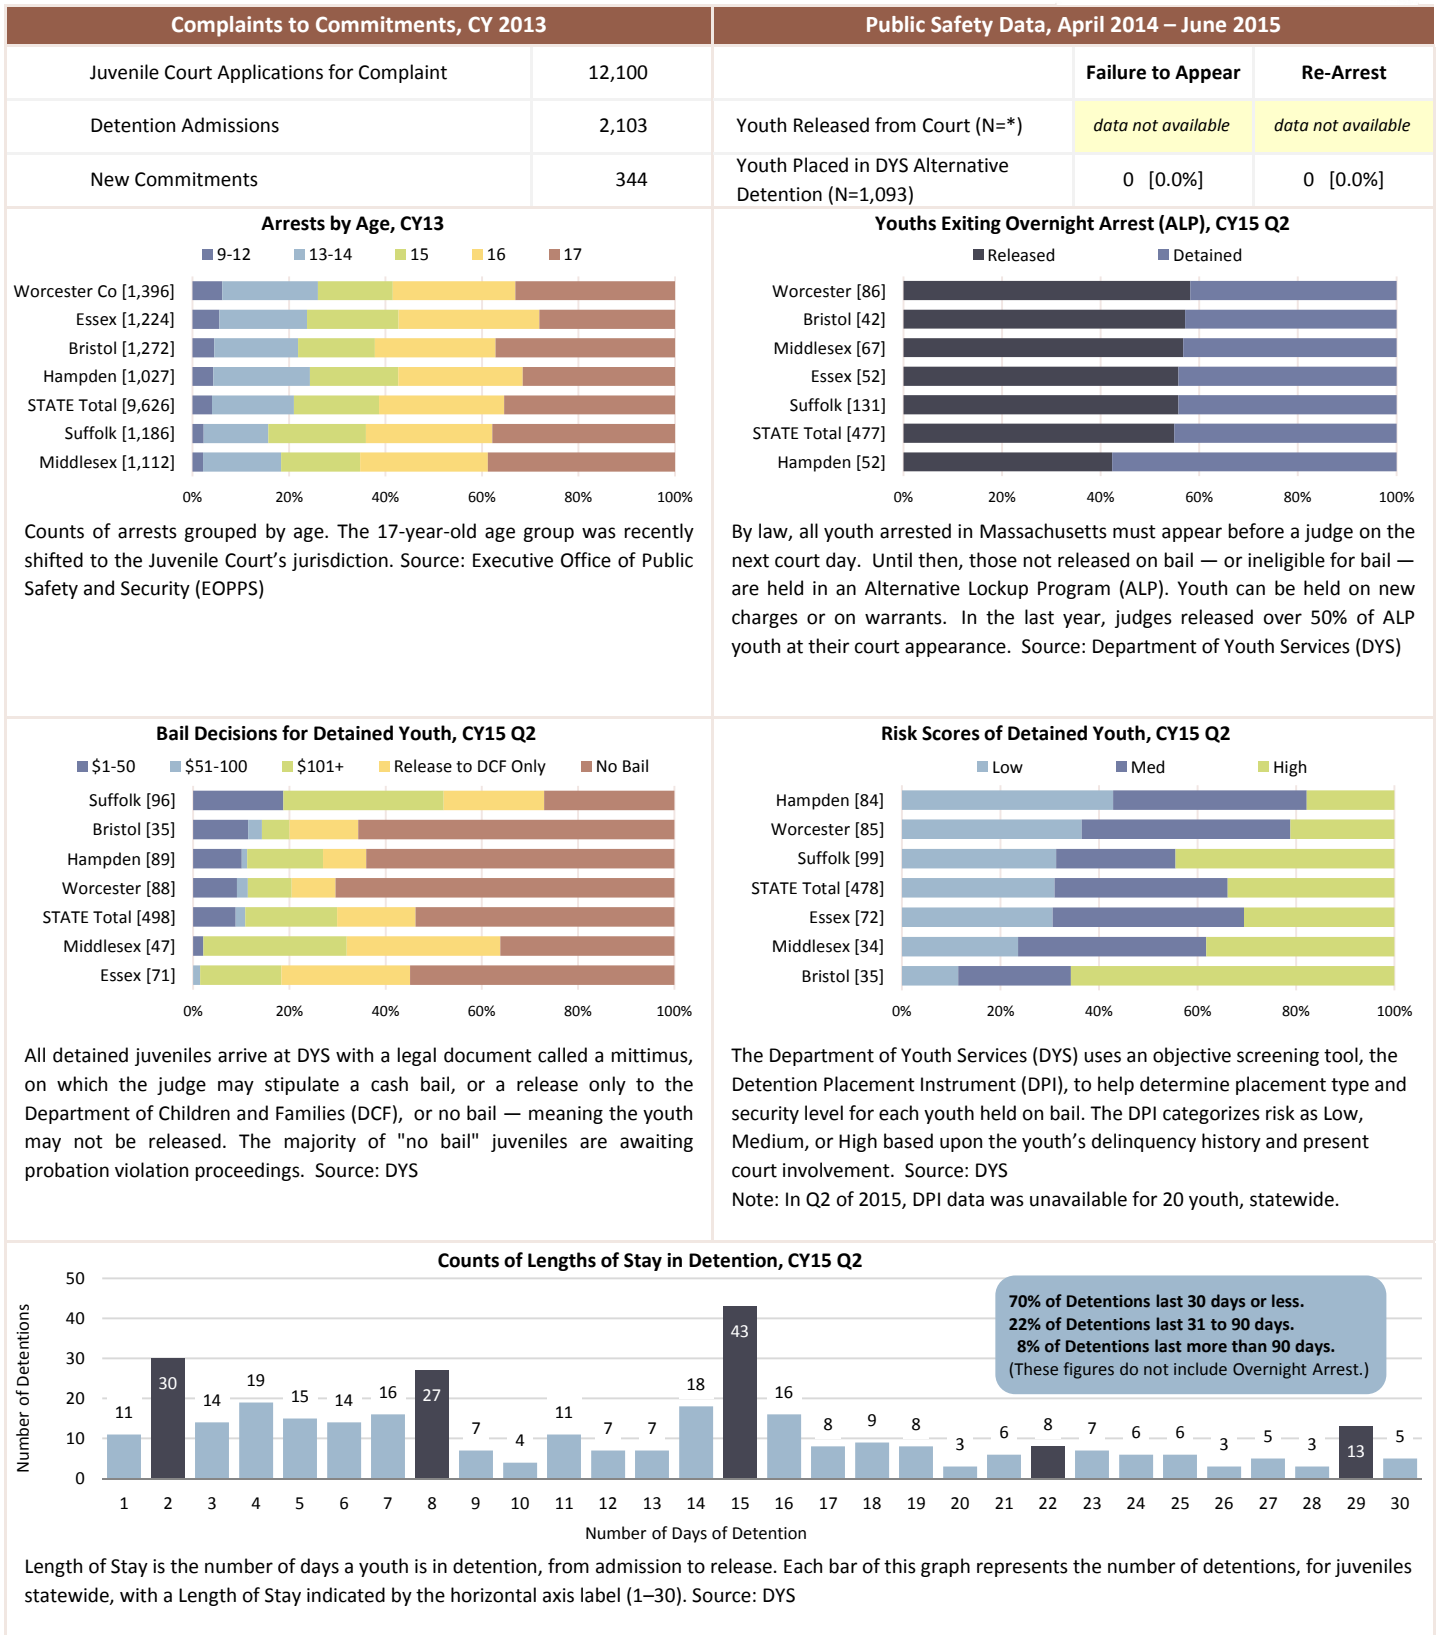 Complaints to Commitments, CY 2013
Juvenile Court Applications for Complaint 12,100
Detention Admissions 2,103
New Commitments 344
Public Safety Data, April 2014 – June 2015
Failure to Appear Re-Arrest
Youth Released from Court (N=*) data not available data not available
Youth Placed in DYS Alternative
Detention (N=1,093) 0 [0.0%] 0 [0.0%]
Arrests by Age, CY13
9-12 13-14 15 16 17
Worcester Co [1,396]
Essex [1,224]
Bristol [1,272]
Hampden [1,027]
STATE Total [9,626]
Suffolk [1,186]
Middlesex [1,112]
0% 20% 40% 60% 80% 100%
Counts of arrests grouped by age. The 17-year-old age group was recently
shifted to the Juvenile Court’s jurisdiction. Source: Executive Office of Public
Safety and Security (EOPPS)
Youths Exiting Overnight Arrest (ALP), CY15 Q2
Released Detained
Worcester [86]
Bristol [42]
Middlesex [67]
Essex [52]
Suffolk [131]
STATE Total [477]
Hampden [52]
0% 20% 40% 60% 80% 100%
By law, all youth arrested in Massachusetts must appear before a judge on the
next court day. Until then, those not released on bail — or ineligible for bail —
are held in an Alternative Lockup Program (ALP). Youth can be held on new
charges or on warrants. In the last year, judges released over 50% of ALP
youth at their court appearance. Source: Department of Youth Services (DYS)
Bail Decisions for Detained Youth, CY15 Q2
$1-50 $51-100 $101+ Release to DCF Only No Bail
Suffolk [96]
Bristol [35]
Hampden [89]
Worcester [88]
STATE Total [498]
Middlesex [47]
Essex [71]
0% 20% 40% 60% 80% 100%
All detained juveniles arrive at DYS with a legal document called a mittimus,
on which the judge may stipulate a cash bail, or a release only to the
Department of Children and Families (DCF), or no bail — meaning the youth
may not be released. The majority of "no bail" juveniles are awaiting
probation violation proceedings. Source: DYS
Risk Scores of Detained Youth, CY15 Q2
Low Med High
Hampden [84]
Worcester [85]
Suffolk [99]
STATE Total [478]
Essex [72]
Middlesex [34]
Bristol [35]
0% 20% 40% 60% 80% 100%
The Department of Youth Services (DYS) uses an objective screening tool, the
Detention Placement Instrument (DPI), to help determine placement type and
security level for each youth held on bail. The DPI categorizes risk as Low,
Medium, or High based upon the youth’s delinquency history and present
court involvement. Source: DYS
Note: In Q2 of 2015, DPI data was unavailable for 20 youth, statewide.
Counts of Lengths of Stay in Detention, CY15 Q2
Number of Detentions
50
40
30
20
10
0
70% of Detentions last 30 days or less.
22% of Detentions last 31 to 90 days.
8% of Detentions last more than 90 days.
(These figures do not include Overnight Arrest.)
11 30 14 19 15 14 16 27 7 4 11 7 7 18 43 16 8 9 8 3 6 8 7 6 6 3 5 3 13 5
1 2 3 4 5 6 7 8 9 10 11 12 13 14 15 16 17 18 19 20 21 22 23 24 25 26 27 28 29 30
Number of Days of Detention
Length of Stay is the number of days a youth is in detention, from admission to release. Each bar of this graph represents the number of detentions, for juveniles
statewide, with a Length of Stay indicated by the horizontal axis label (1–30). Source: DYS